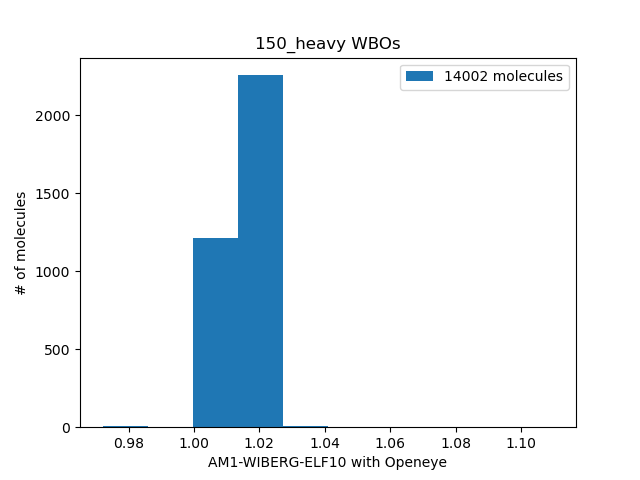 150_heavy WBOs
14002 molecules
# of molecules
2000
1500
1000
500
0
0.98 1.00 1.02 1.04 1.06 1.08 1.10
AM1-WIBERG-ELF10 with Openeye